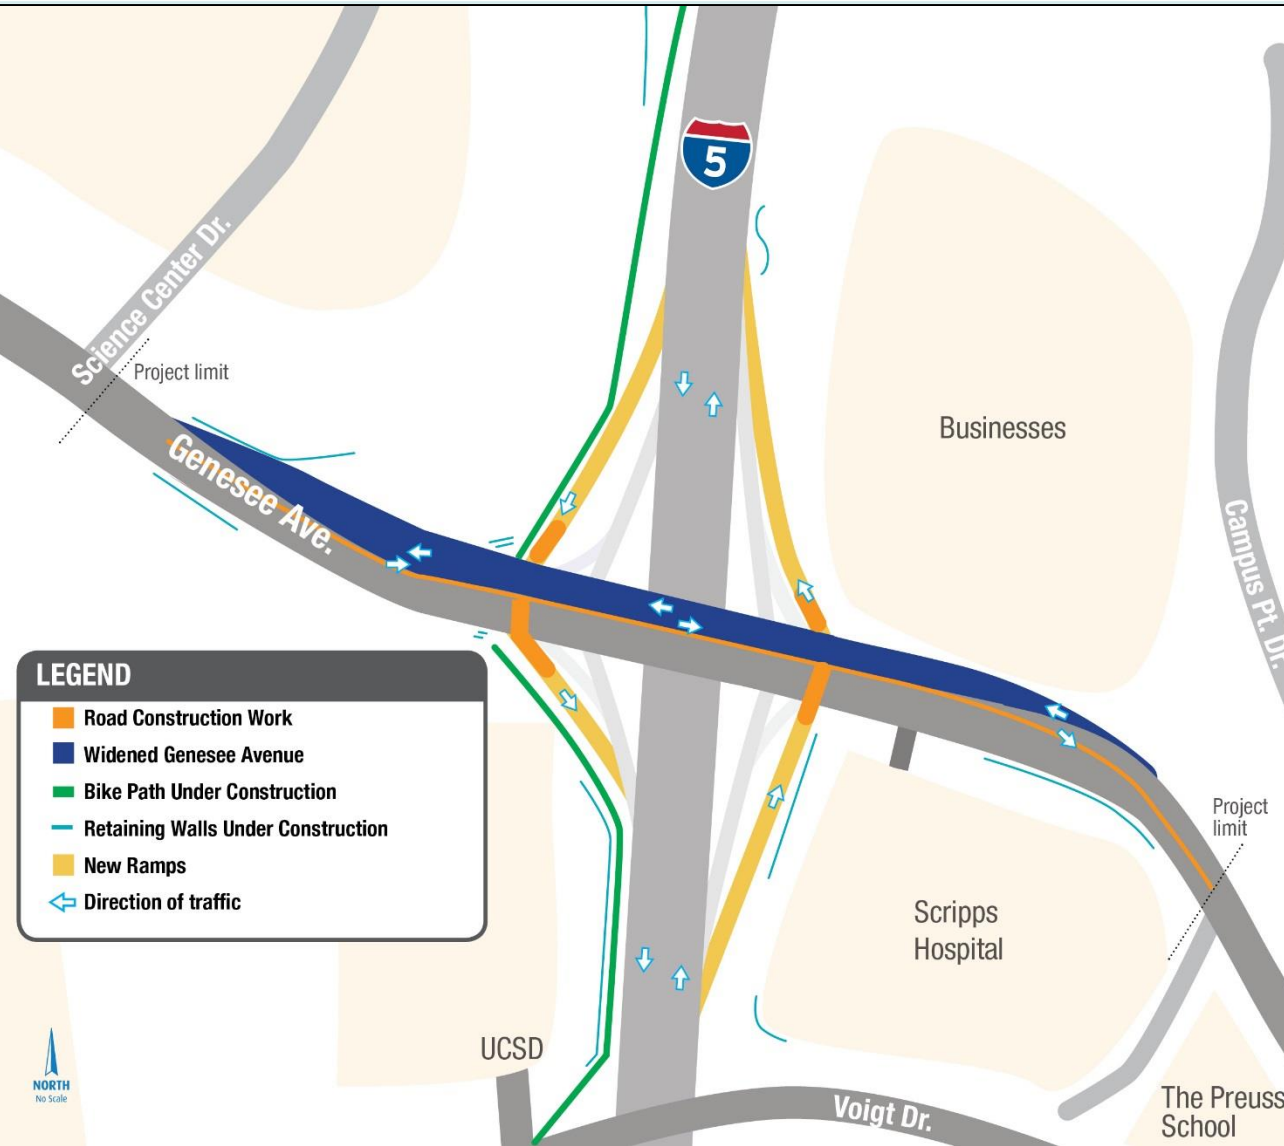 5
Science Center Dr.
Project limit
Genesee Ave.
Businesses
Campus Pt. Dr.
LEGEND
Road Construction Work
Widened Genesee Avenue
Bike Path Under Construction
Retaining Walls Under Construction
New Ramps
Direction of traffic
Project
limit
Scripps
Hospital
UCSD
NORTH
No Scale
Voigt Dr.
The Preuss
School